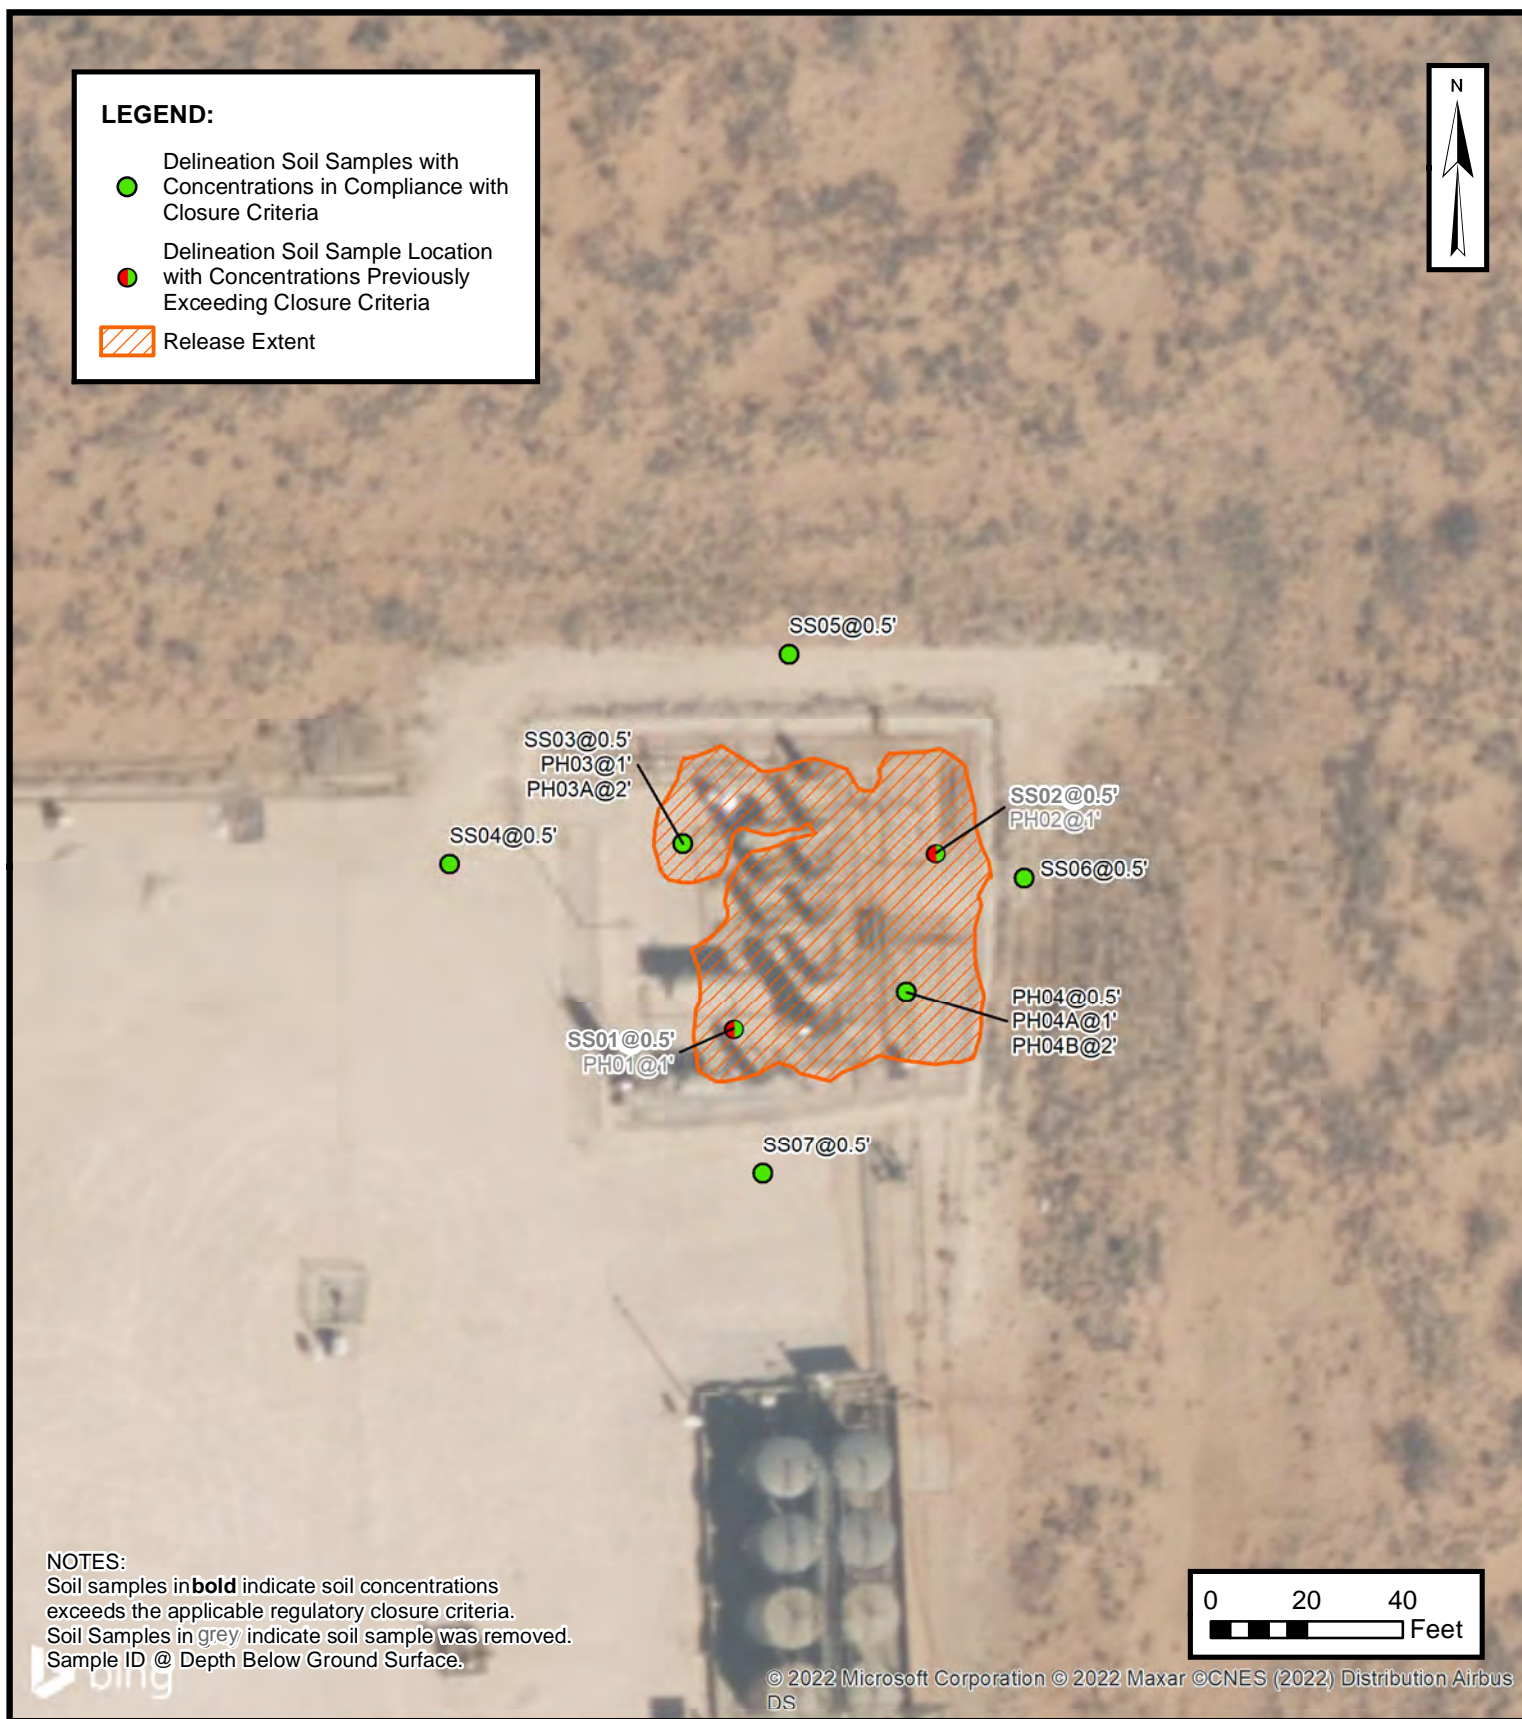 LEGEND:
Delineation Soil Samples with
Concentrations in Compliance with
Closure Criteria
Delineation Soil Sample Location
with Concentrations Previously
Exceeding Closure Criteria
Release Extent
N
SS05@0.5'
SS03@0.5'
PH03@1'
PH03A@2'
SS02@0.5'
PH02@1'
SS04@0.5'
SS06@0.5'
PH04@0.5'
PH04A@1'
PH04B@2'
SS01@0.5'
PH01@1'
SS07@0.5'
NOTES:
Soil samples in bold indicate soil concentrations
exceeds the applicable regulatory closure criteria.
Soil Samples in grey indicate soil sample was removed.
Sample ID @ Depth Below Ground Surface.
bing
0 20 40
Feet
© 2022 Microsoft Corporation © 2022 Maxar ©CNES (2022) Distribution Airbus
DS